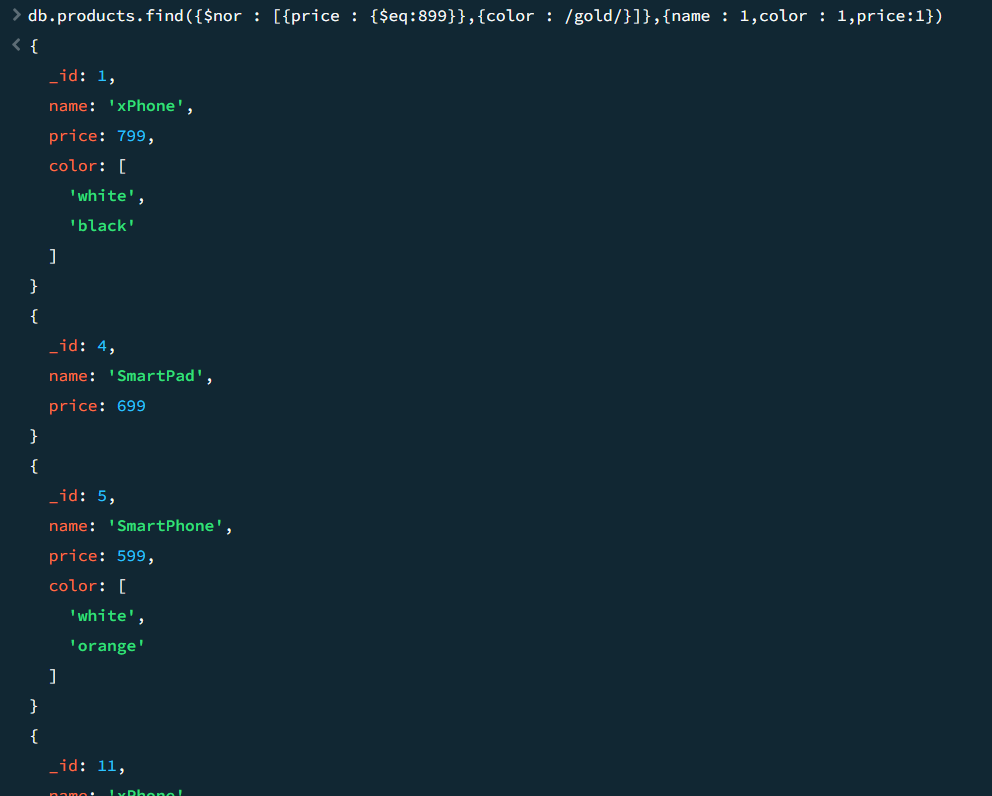 > db.products.find({$nor : [{price : {$eq:899}},{color : /gold/}]},{name : 1,color : 1,price:1})
< {
_id: 1,
name: 'xPhone',
price: 799,
color: [
'white',
'black'
]
}
{
_id: 4,
name: 'SmartPad',
price: 699
}
{
_id: 5,
name: 'SmartPhone',
price: 599,
color: [
'white',
'orange'
]
}
{
_id: 11,
name: 'xPhone'